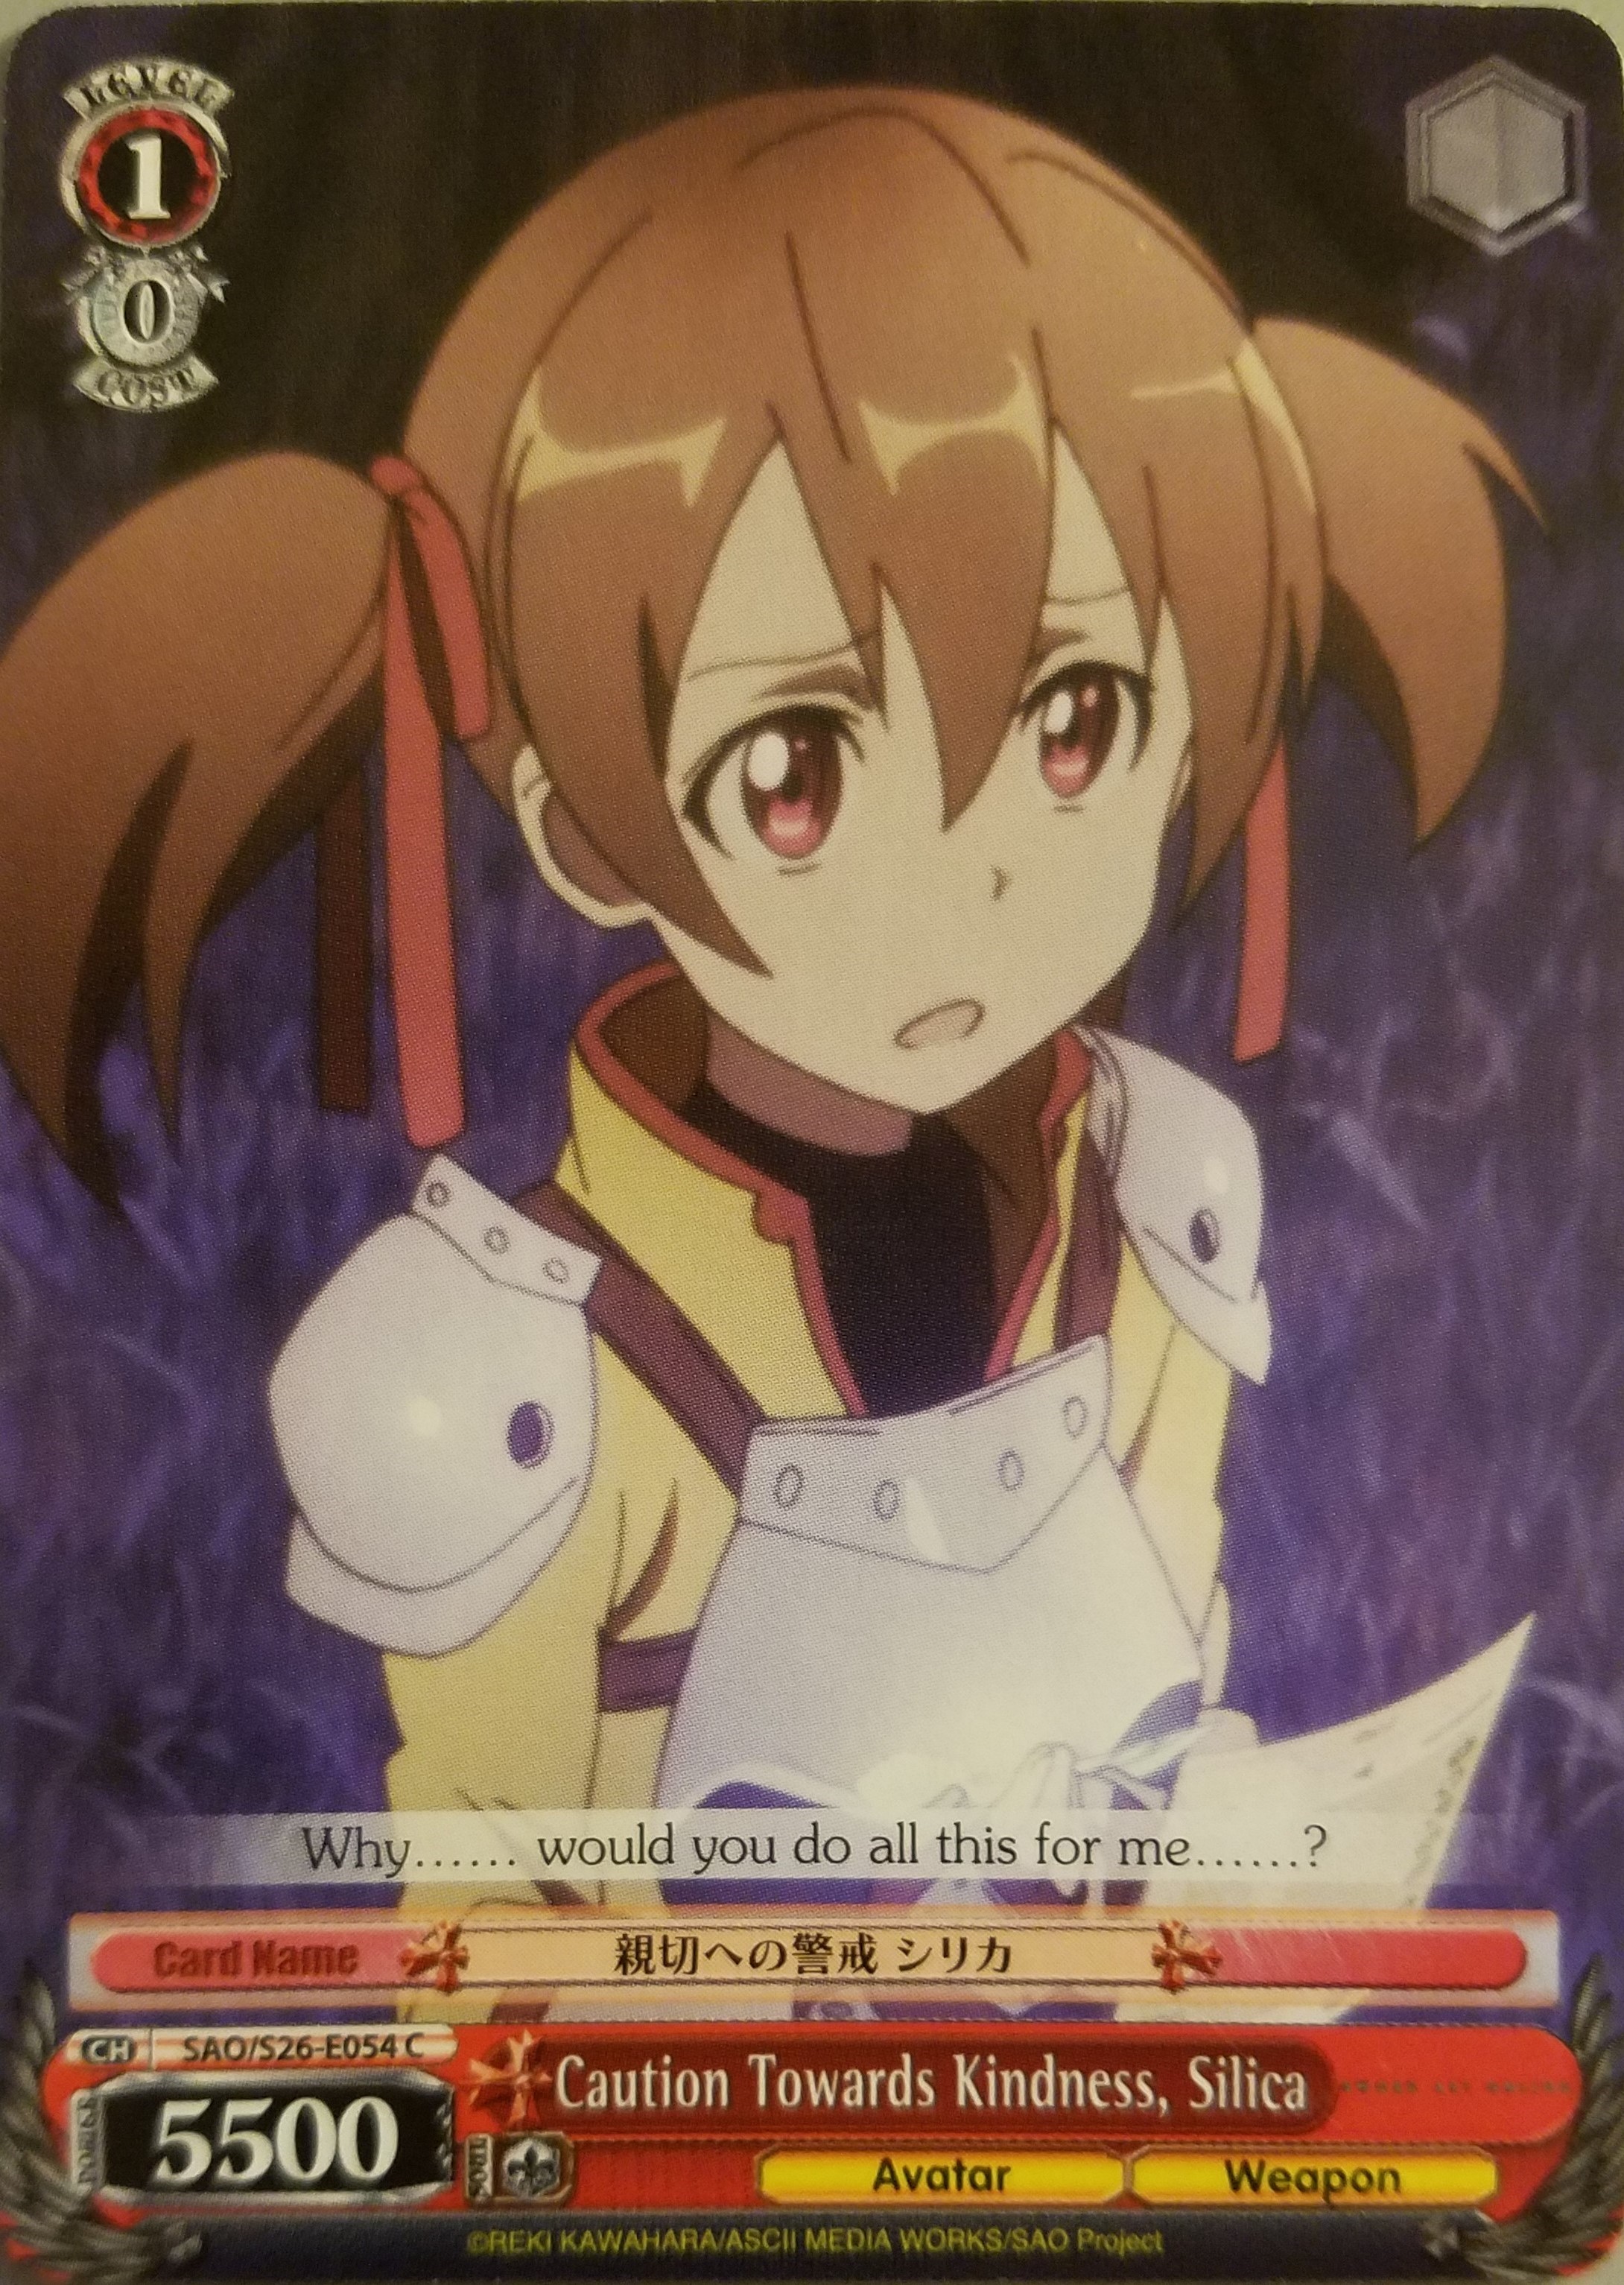 LEVEL
1
0
COST
Why...... would you do all this for me......?
Card Name
親切への警戒 シリカ
CH SAO/S26-E054 C
Caution Towards Kindness, Silica
POWER
5500
SOUL
Avatar
Weapon
©REKI KAWAHARA/ASCII MEDIA WORKS/SAO Project